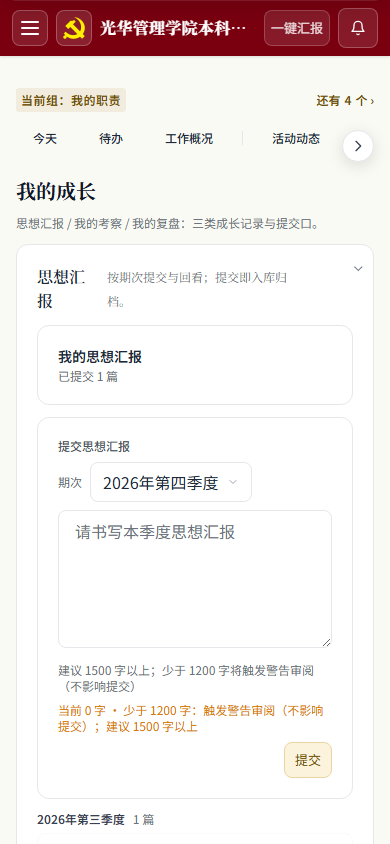 光华管理学院本科…
一键汇报
当前组：我的职责
还有 4 个 ›
今天
待办
工作概况
活动动态
我的成长
思想汇报 / 我的考察 / 我的复盘：三类成长记录与提交口。
思想汇
报
按期次提交与回看；提交即入库归
档。
我的思想汇报
已提交 1 篇
提交思想汇报
期次
2026年第四季度
请书写本季度思想汇报
建议 1500 字以上；少于 1200 字将触发警告审阅
（不影响提交）
当前 0 字 · 少于 1200 字：触发警告审阅（不影响
提交）；建议 1500 字以上
提交
2026年第三季度 1 篇